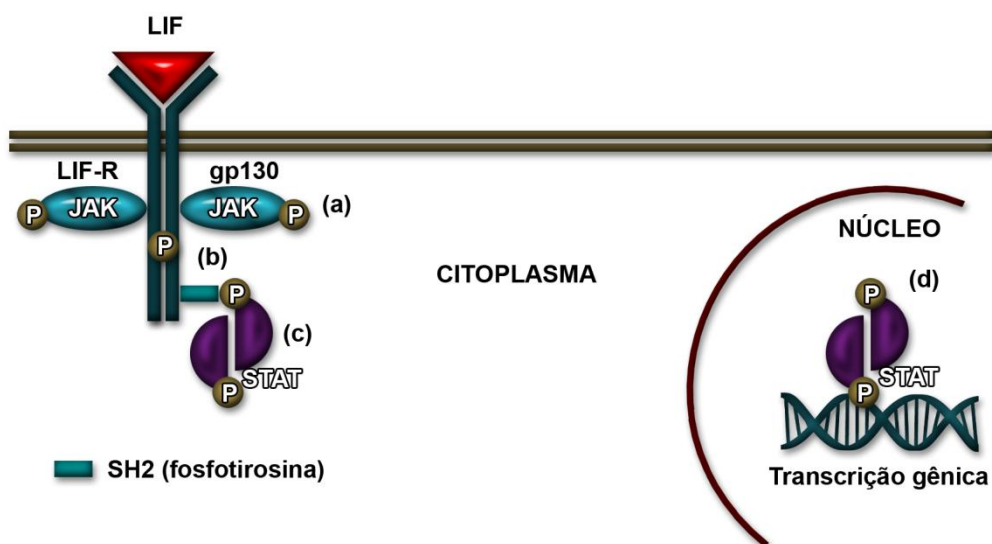 LIF
LIF-R
gp130
P
JAK
JAK
P
(a)
P
(b)
P
(c)
STAT
P
CITOPLASMA
NÚCLEO
(d)
P
STAT
P
SH2 (fosfotirosina)
Transcrição gênica